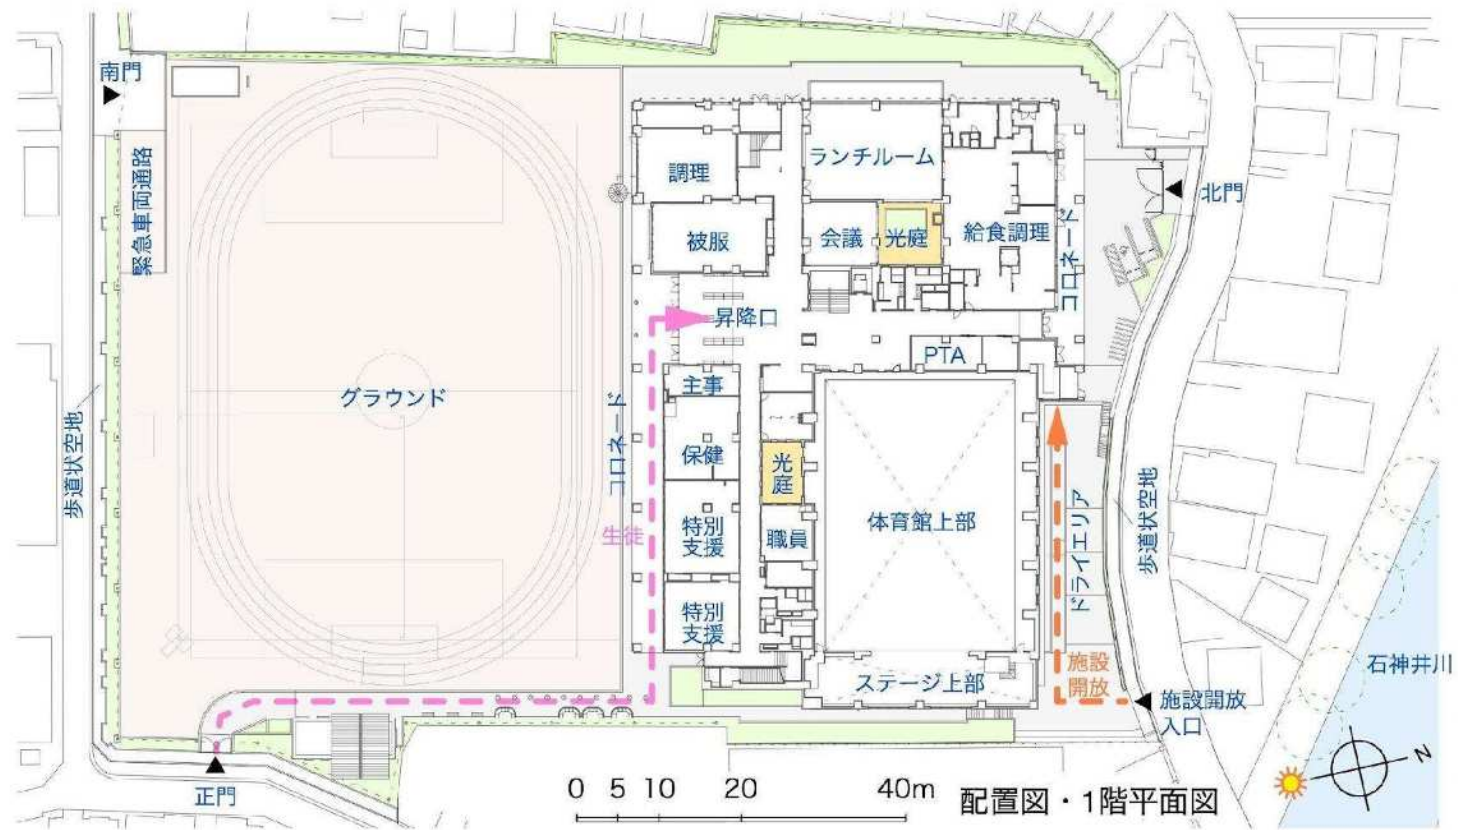 南門
緊急車両通路
歩道状空地
グラウンド
コロネード
生徒
正門
調理
被服
昇降口
主事
保健
特別
支援
特別
支援
光庭
職員
ランチルーム
会議
光庭
給食調理
コロネード
北門
PTA
体育館上部
ステージ上部
ドライエリア
歩道状空地
施設
開放
施設開放
入口
石神井川
N
0 5 10 20 40m
配置図・1階平面図